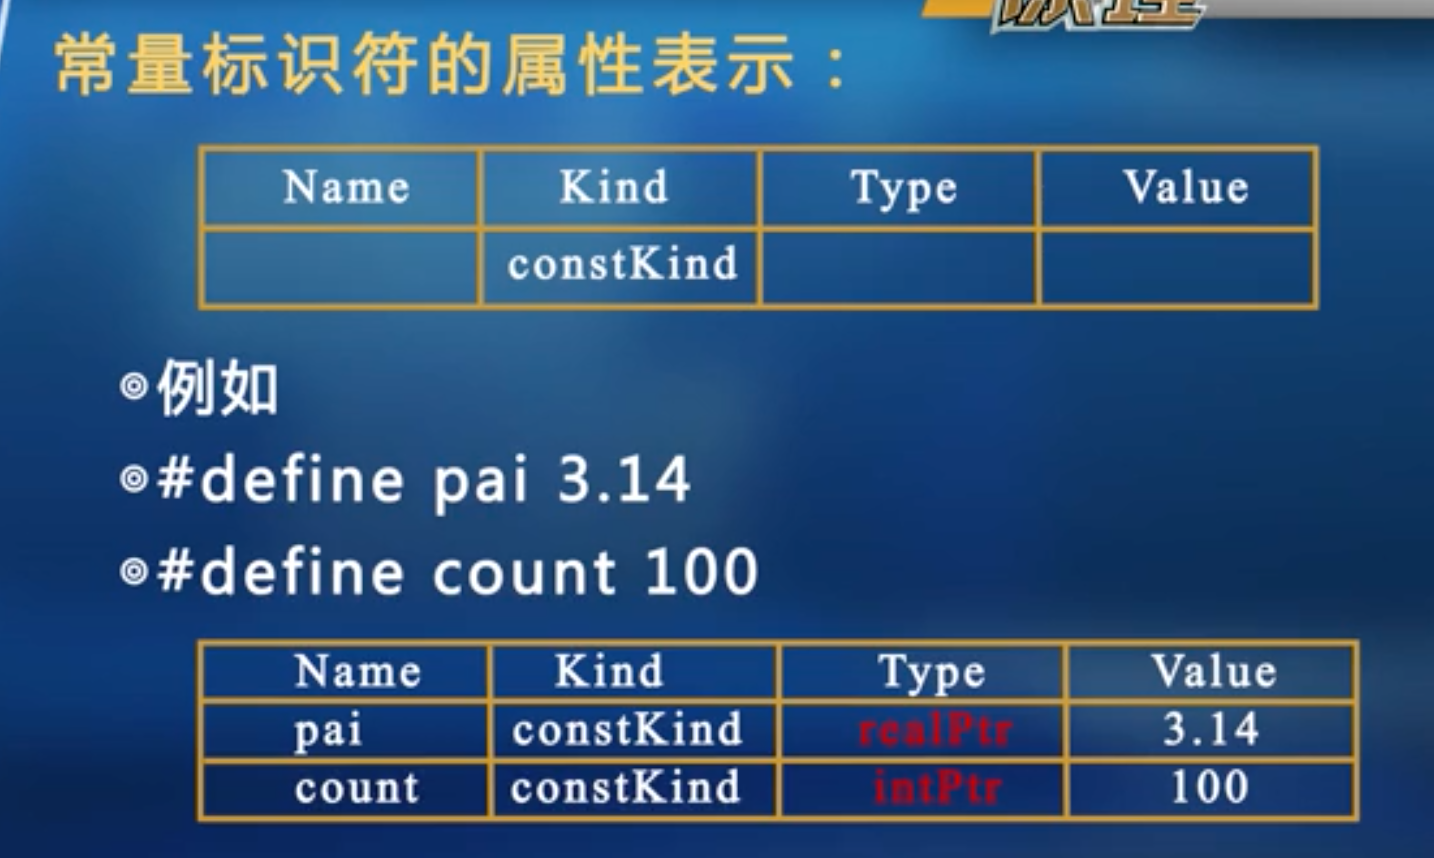 常量标识符的属性表示：
Name Kind Type Value
constKind
例如
#define pai 3.14
#define count 100
Name Kind Type Value
pai constKind realPtr 3.14
count constKind intPtr 100